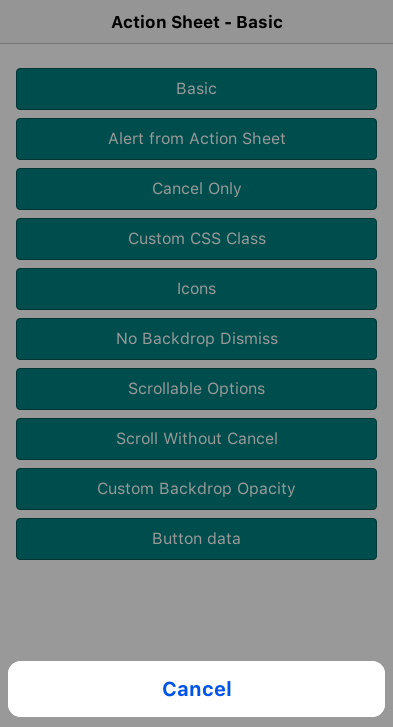 Action Sheet - Basic
Basic
Alert from Action Sheet
Cancel Only
Custom CSS Class
Icons
No Backdrop Dismiss
Scrollable Options
Scroll Without Cancel
Custom Backdrop Opacity
Button data
Cancel